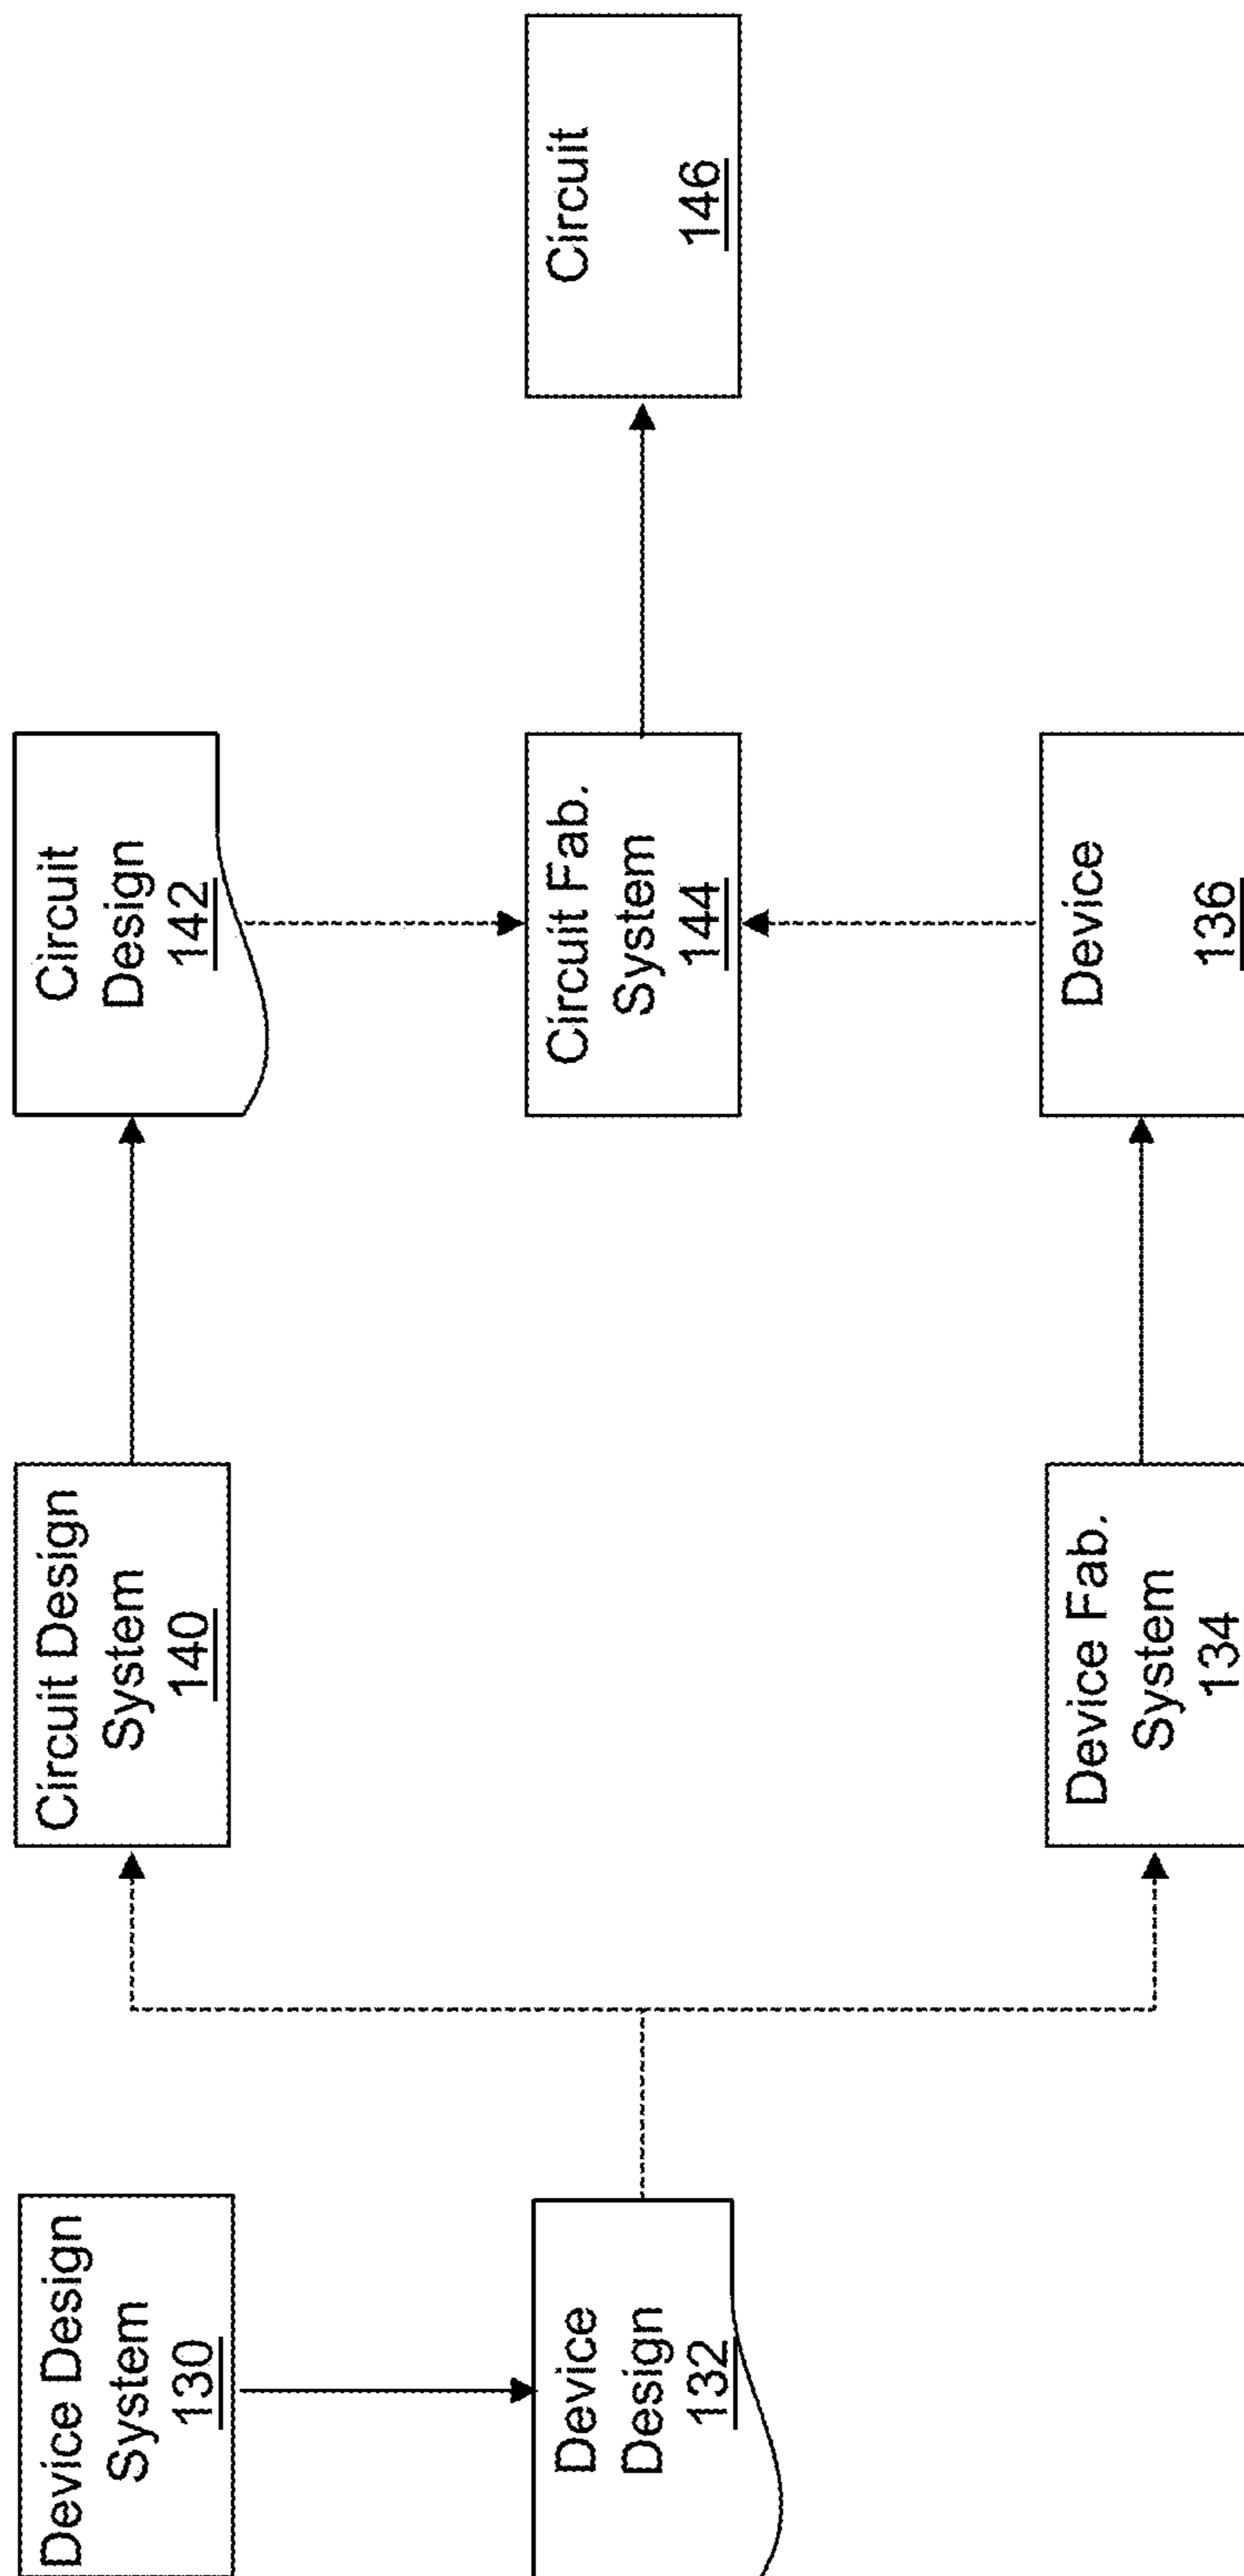 Device Design
System
130
Device
Design
132
Circuit Design
System
140
Device Fab.
System
134
Circuit
Design
142
Circuit Fab.
System
144
Device
136
Circuit
146